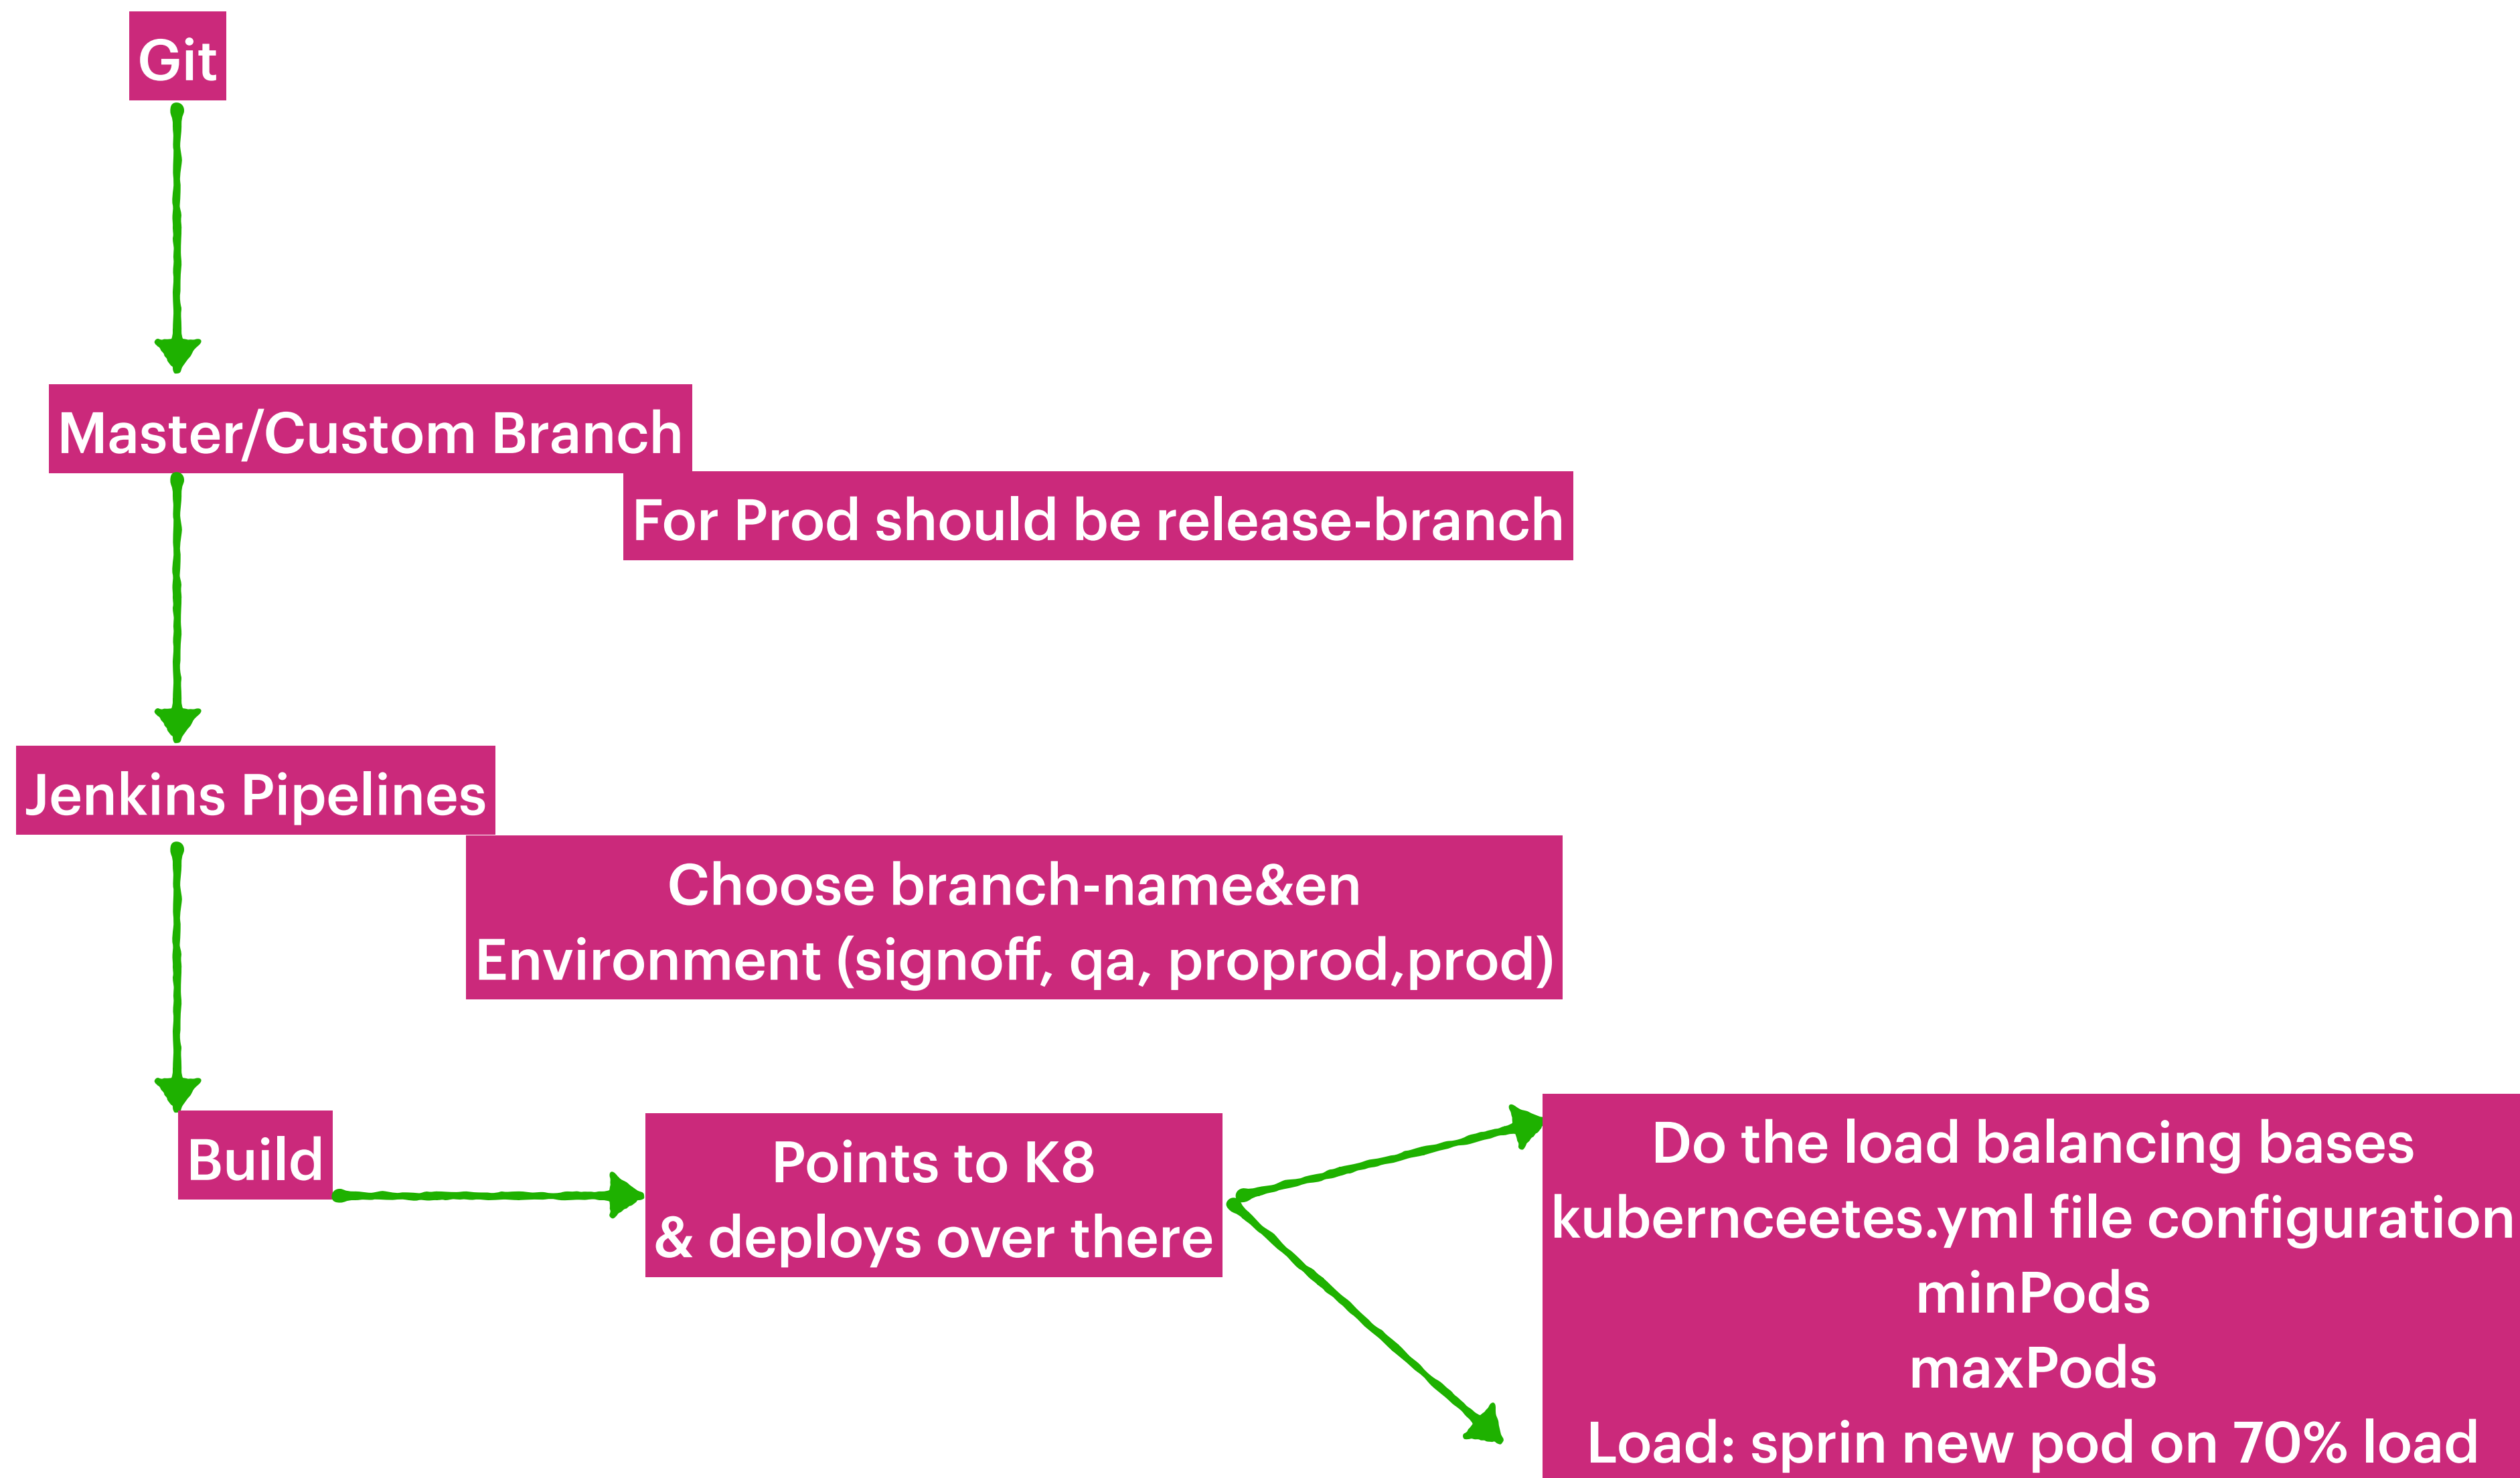 Git
Master/Custom Branch
For Prod should be release-branch
Jenkins Pipelines
Choose branch-name&en
Environment (signoff, qa, proprod,prod)
Build
Points to K8
& deploys over there
Do the load balancing bases
kubernceetes.yml file configuration
minPods
maxPods
Load: sprin new pod on 70% load